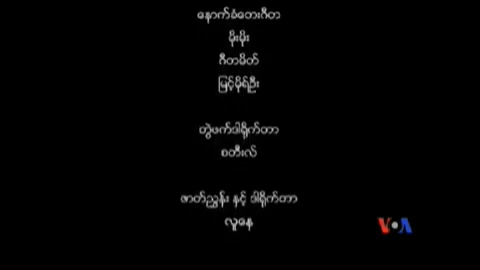 နောက်ခံတေးဂီတ
မိုးမိုး
ဂီတမိတ်
မြင့်မိုရ်ဦး
တွဲဖက်ဒါရိုက်တာ
စတီးလ်
ဇာတ်ညွှန်း နှင့် ဒါရိုက်တာ
လူနေ
VOA